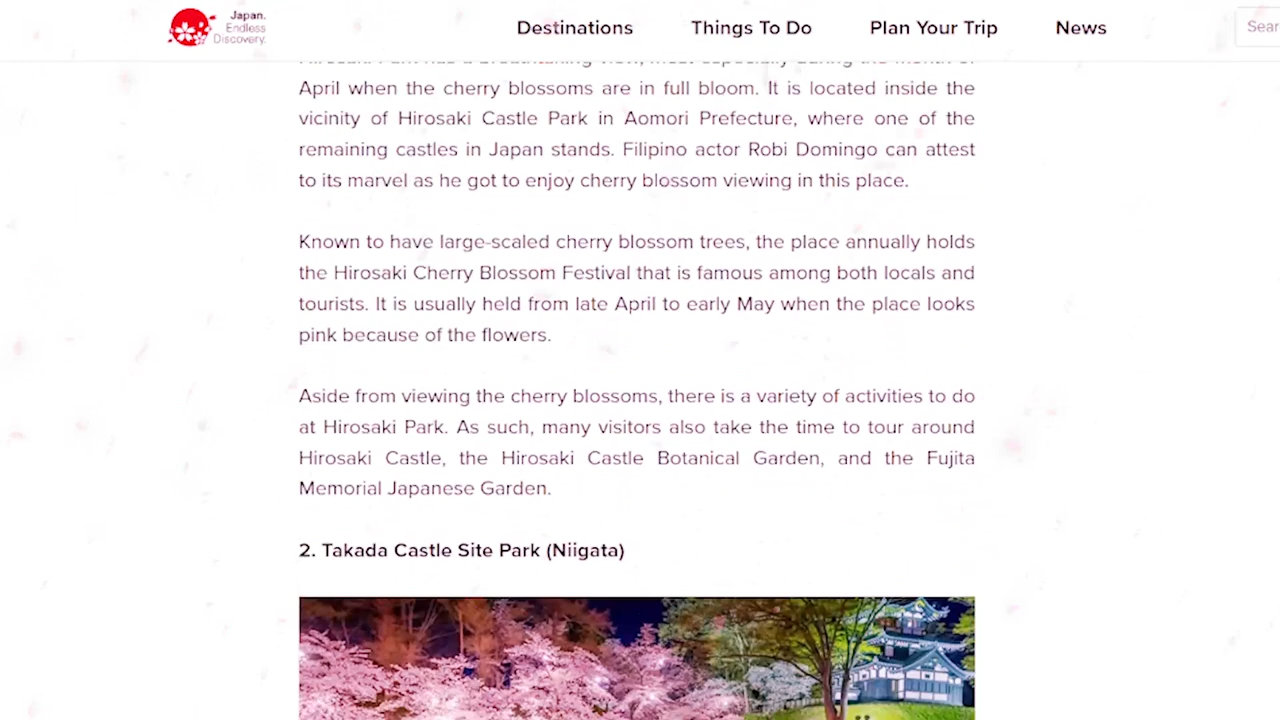 Japan.
Endless
Discovery.
Destinations
Things To Do
Plan Your Trip
News
Sear
April when the cherry blossoms are in full bloom. It is located inside the
vicinity of Hirosaki Castle Park in Aomori Prefecture, where one of the
remaining castles in Japan stands. Filipino actor Robi Domingo can attest
to its marvel as he got to enjoy cherry blossom viewing in this place.
Known to have large-scaled cherry blossom trees, the place annually holds
the Hirosaki Cherry Blossom Festival that is famous among both locals and
tourists. It is usually held from late April to early May when the place looks
pink because of the flowers.
Aside from viewing the cherry blossoms, there is a variety of activities to do
at Hirosaki Park. As such, many visitors also take the time to tour around
Hirosaki Castle, the Hirosaki Castle Botanical Garden, and the Fujita
Memorial Japanese Garden.
2. Takada Castle Site Park (Niigata)